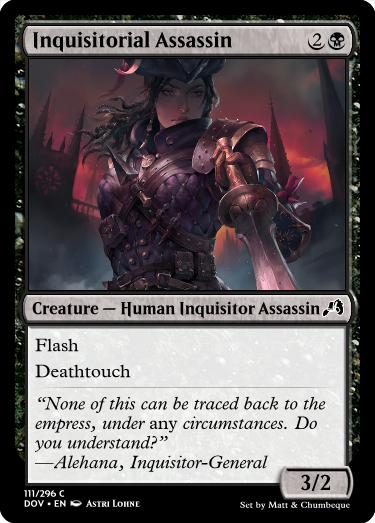 Inquisitorial Assassin 2
Creature — Human Inquisitor Assassin
Flash
Deathtouch
“None of this can be traced back to the
empress, under any circumstances. Do
you understand?”
—Alehana, Inquisitor-General
3/2
111/296 C
DOV • EN Astri Lohne
Set by Matt & Chumbeque